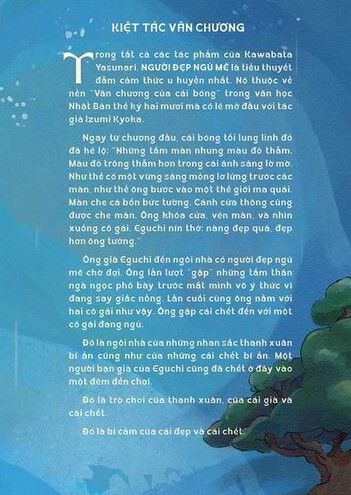 KIỆT TÁC VĂN CHƯƠNG
Trong tất cả các tác phẩm của Kawabata
Yasunari, NGƯỜI ĐẸP NGỦ MÊ là tiểu thuyết
đẫm cảm thức u huyền nhất. Nó thuộc về
nền "Văn chương của cái bóng" trong văn học
Nhật Bản thế kỷ hai mươi mà có lẽ mở đầu với tác
giả Izumi Kyoka.
Ngay từ chương đầu, cái bóng tối lung linh đó
đã hé lộ: "Những tấm màn nhung màu đỏ thắm.
Màu đỏ trông thắm hơn trong cái ánh sáng lờ mờ.
Như thể có một vừng sáng mỏng lơ lửng trước các
màn, như thể ông bước vào một thế giới ma quái.
Màn che cả bốn bức tường. Cánh cửa thông cũng
được che màn. Ông khóa cửa, vén màn, và nhìn
xuống cô gái. Eguchi nín thở: nàng đẹp quá, đẹp
hơn ông tưởng."
Ông già Eguchi đến ngôi nhà có người đẹp ngủ
mê chờ đợi. Ông lần lượt "gặp" những tấm thân
ngà ngọc phô bày trước mắt mình vô ý thức vì
đang say giấc nồng. Lần cuối cùng ông nằm với
hai cô gái như vậy. Ông gặp cái chết đến với một
cô gái đang ngủ.
Đó là ngôi nhà của những nhan sắc thanh xuân
bí ẩn cũng như của những cái chết bí ẩn. Một
người bạn già của Eguchi cũng đã chết ở đây vào
một đêm đến chơi.
Đó là trò chơi của thanh xuân, của cái già và
cái chết.
Đó là bi cảm của cái đẹp và cái chết.